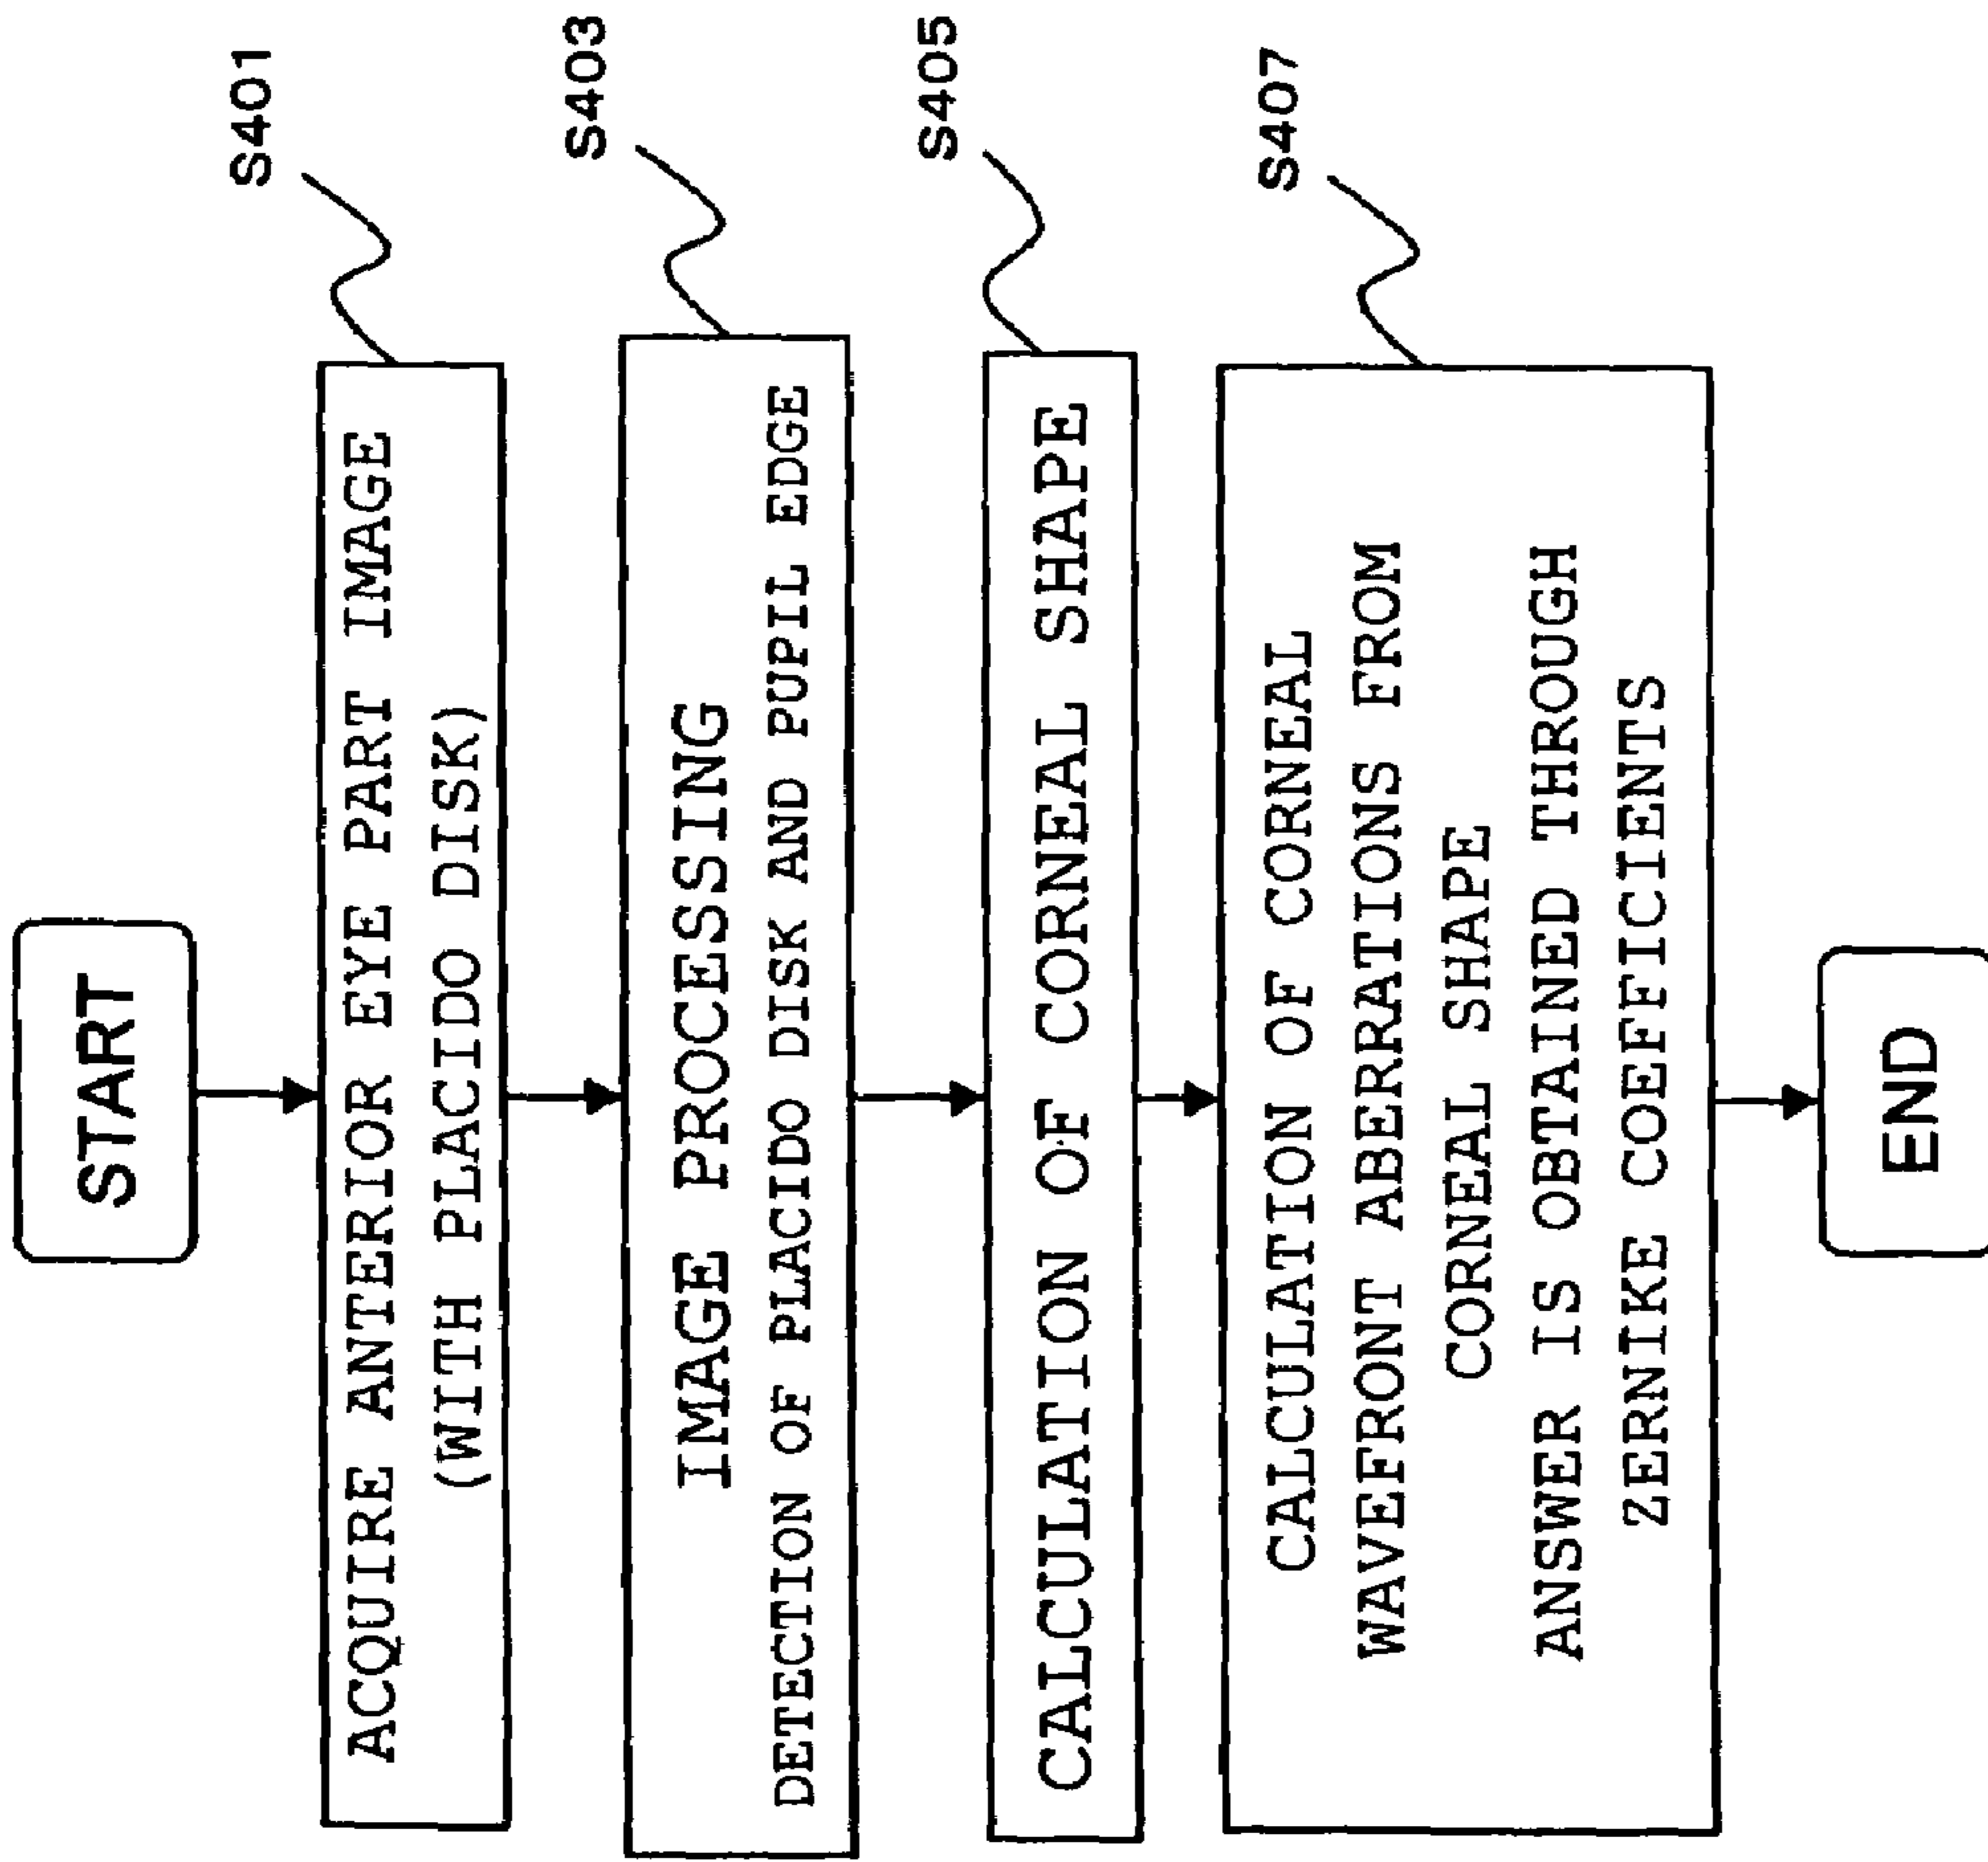 START
S401
ACQUIRE ANTERIOR EYE PART IMAGE
(WITH PLACIDO DISK)
S403
IMAGE PROCESSING
DETECTION OF PLACIDO DISK AND PUPIL EDGE
S405
CALCULATION OF CORNEAL SHAPE
S407
CALCULATION OF CORNEAL
WAVEFRONT ABERRATIONS FROM
CORNEAL SHAPE
ANSWER IS OBTAINED THROUGH
ZERNIKE COEFFICIENTS
END